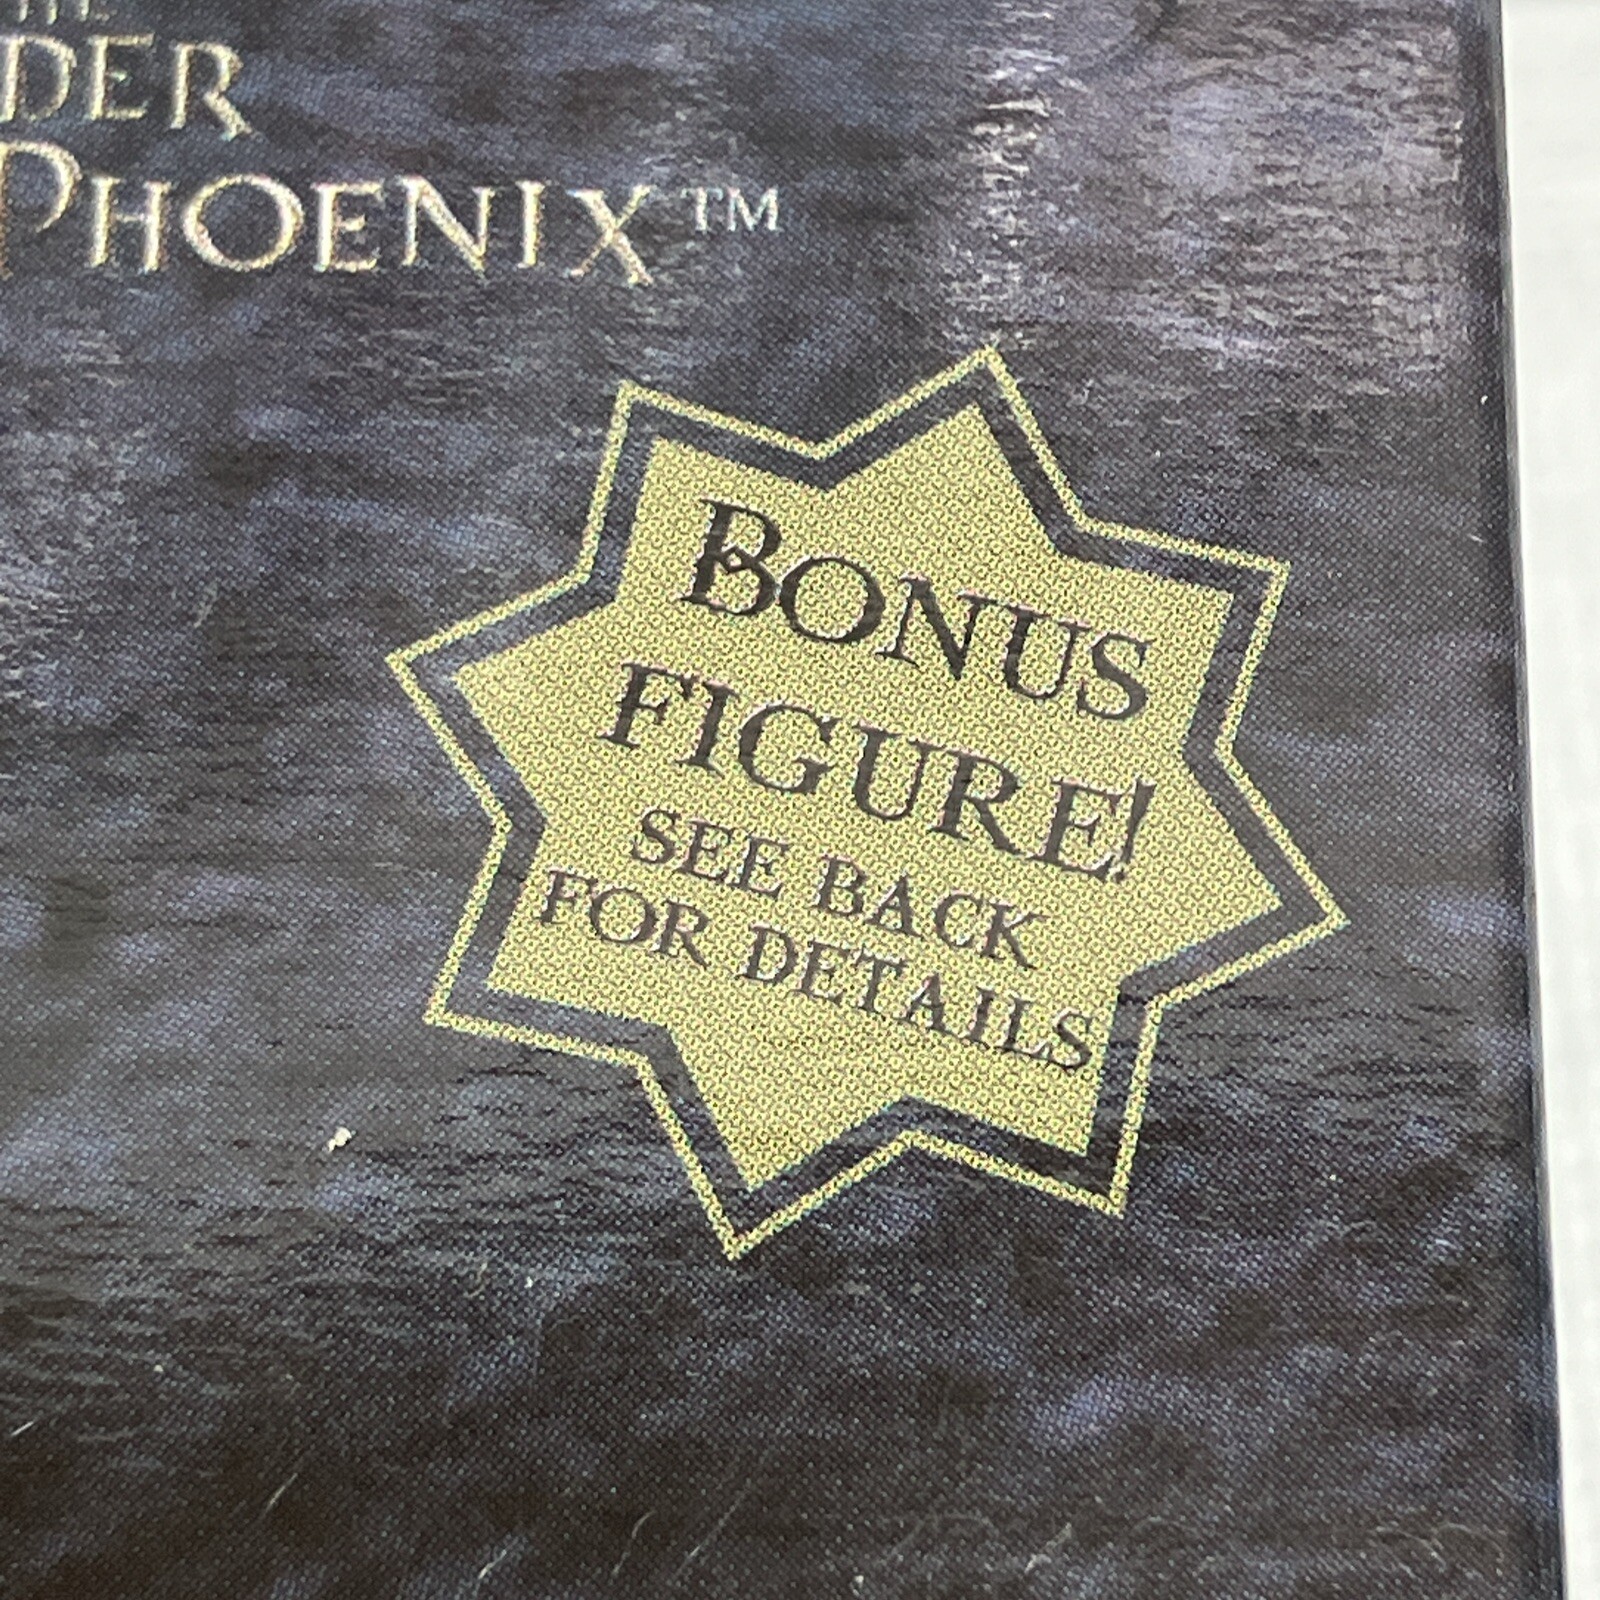 PHOENIX™
BONUS
FIGURE!
SEE BACK
FOR DETAILS